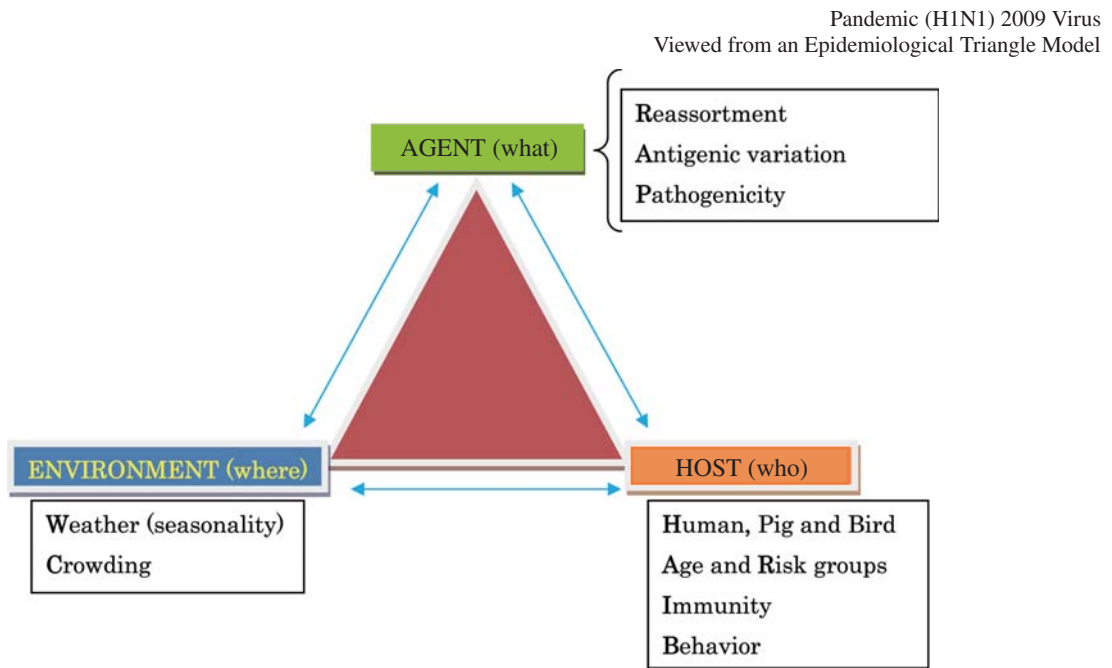 Pandemic (H1N1) 2009 Virus
Viewed from an Epidemiological Triangle Model
AGENT (what)
Reassortment
Antigenic variation
Pathogenicity
ENVIRONMENT (where)
Weather (seasonality)
Crowding
HOST (who)
Human, Pig and Bird
Age and Risk groups
Immunity
Behavior